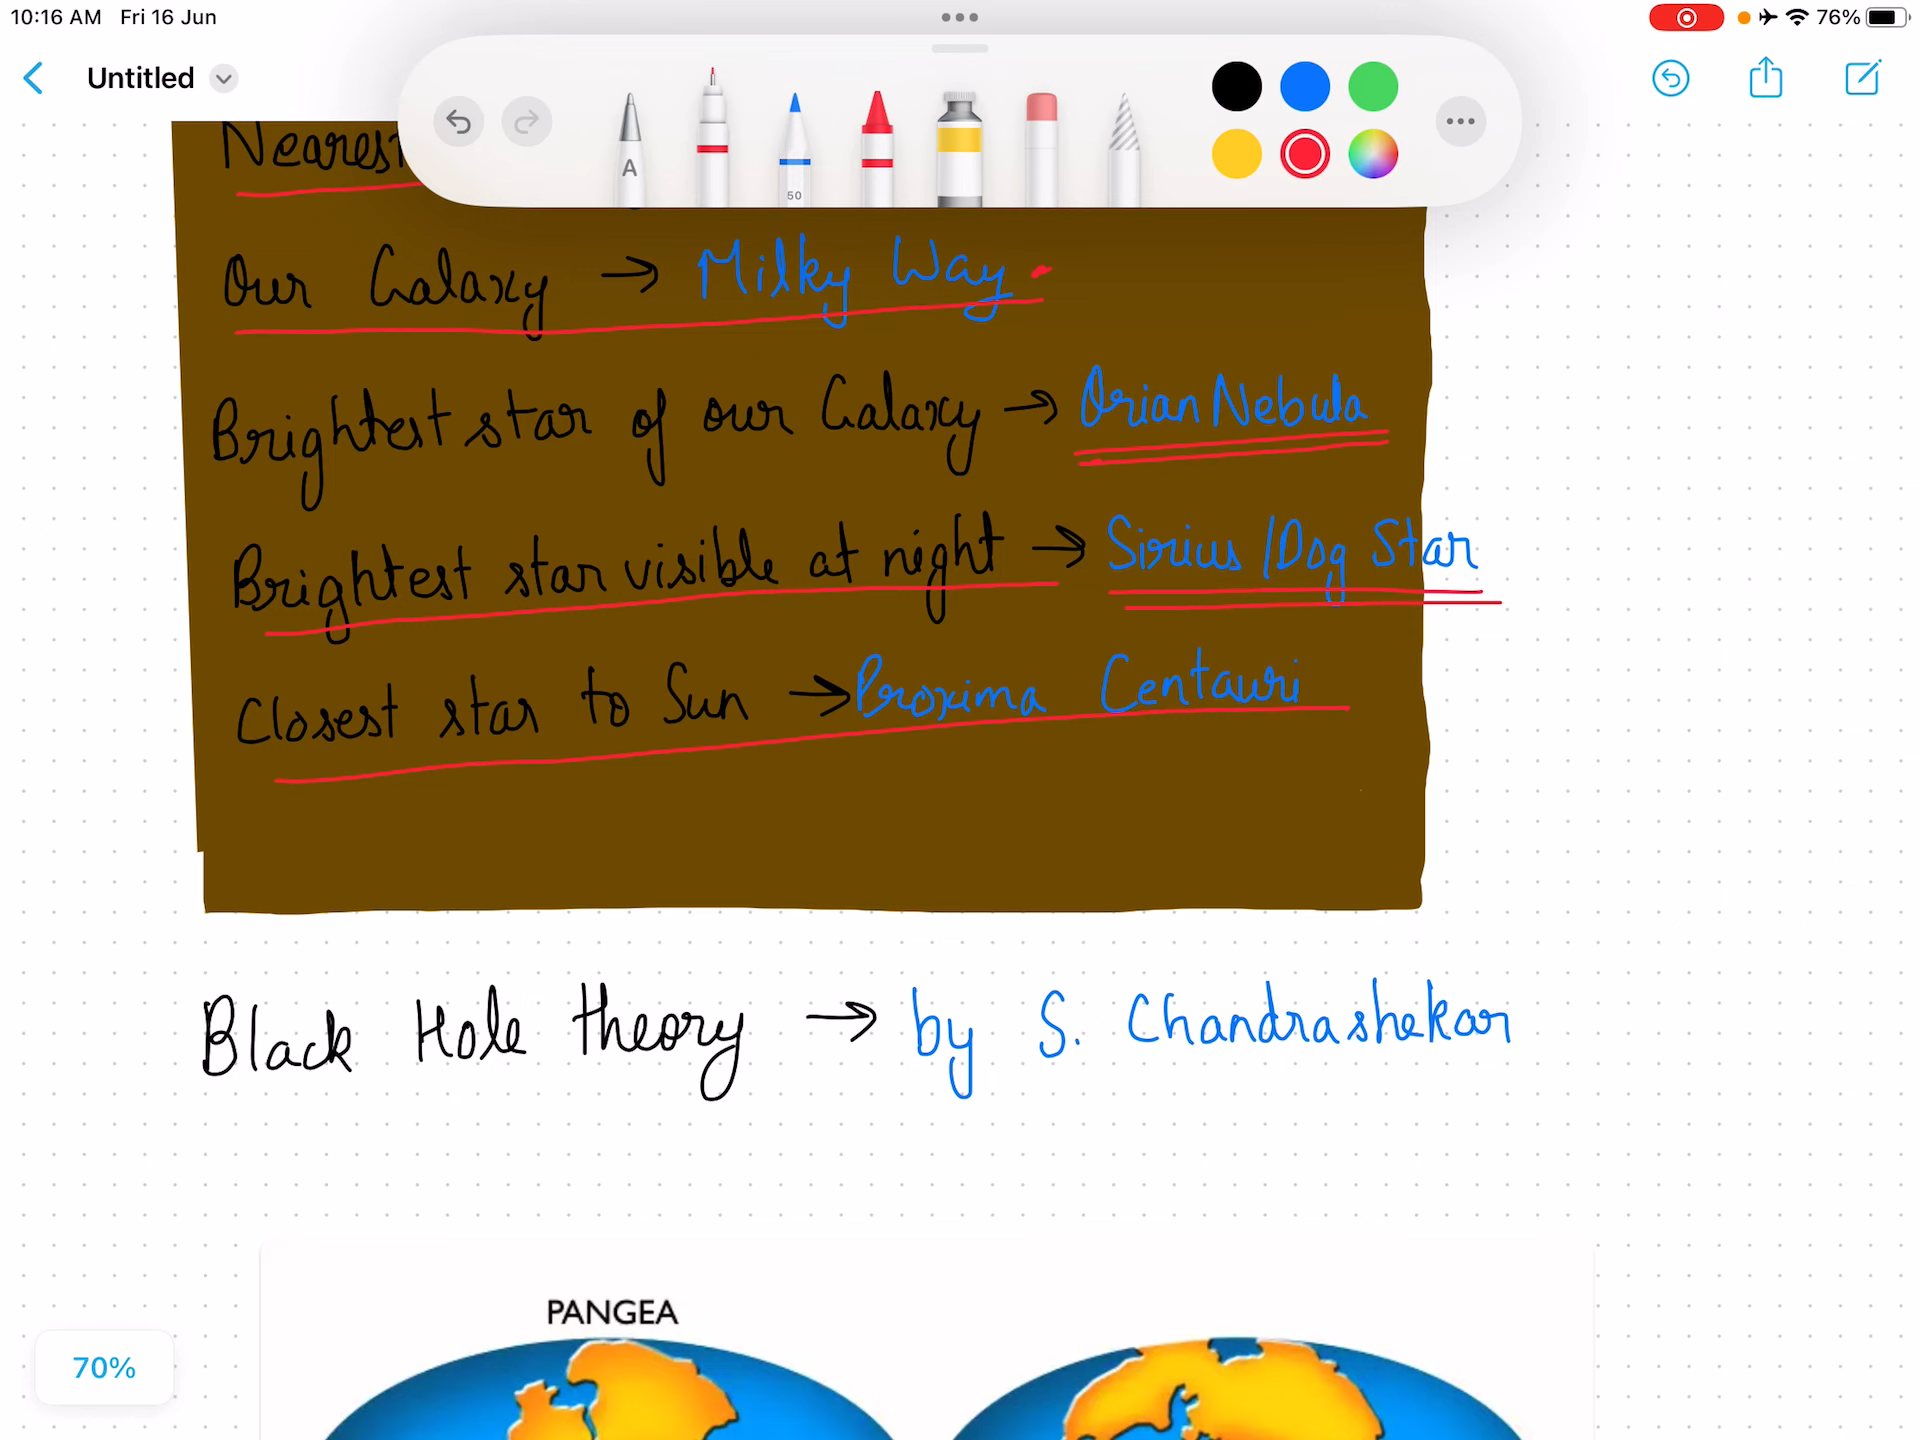 10:16 AM Fri 16 Jun
76%
Untitled
A
50
Nearest
Our Galaxy → Milky Way
Brightest star of our Galaxy → Orian Nebula
Brightest star visible at night → Sirius / Dog Star
Closest star to Sun → Proxima Centauri
Black Hole theory → by S. Chandrashekar
PANGEA
70%